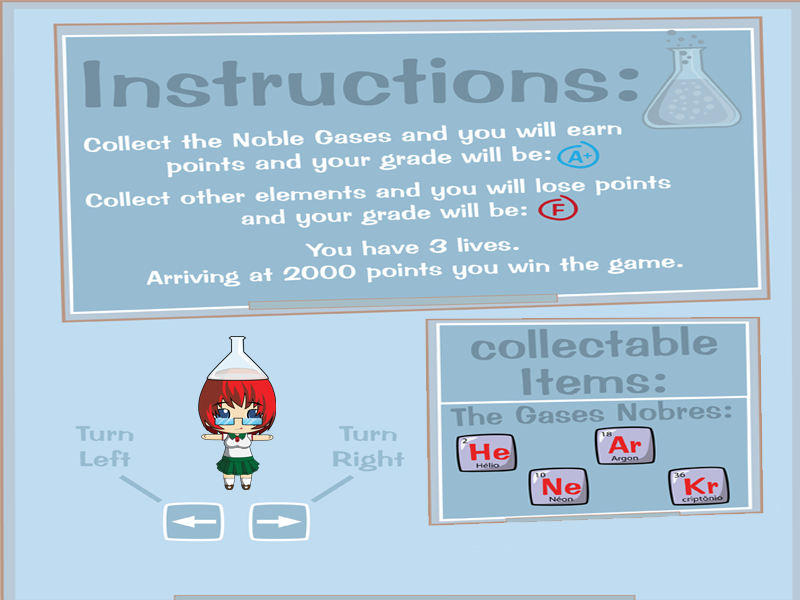 Instructions:
Collect the Noble Gases and you will earn
points and your grade will be: A+
Collect other elements and you will lose points
and your grade will be: F
You have 3 lives.
Arriving at 2000 points you win the game.
Turn
Left
Turn
Right
collectable
Items:
The Gases Nobres:
2
He
Hélio
18
Ar
Argon
10
Ne
Néon
36
Kr
criptônio